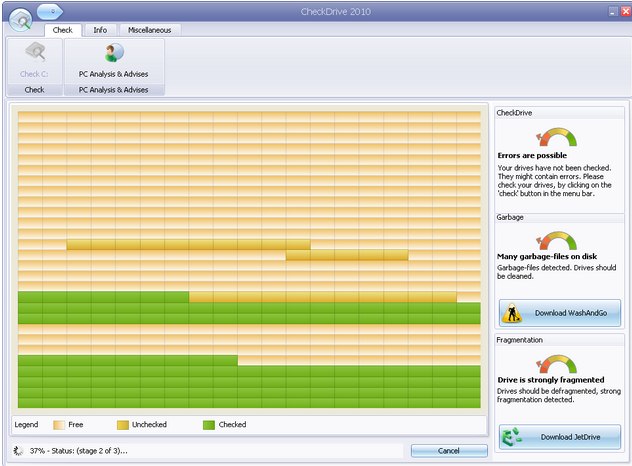 CheckDrive 2010
Check
Info
Miscellaneous
Check C:
PC Analysis & Advises
Check
PC Analysis & Advises
CheckDrive
Errors are possible
Your drives have not been checked.
They might contain errors. Please
check your drives, by clicking on the
'check' button in the menu bar.
Garbage
Many garbage-files on disk
Garbage-files detected. Drives should
be cleaned.
Download WashAndGo
Fragmentation
Drive is strongly fragmented
Drives should be defragmented, strong
fragmentation detected.
Download JetDrive
Legend
Free
Unchecked
Checked
37% - Status: (stage 2 of 3)...
Cancel